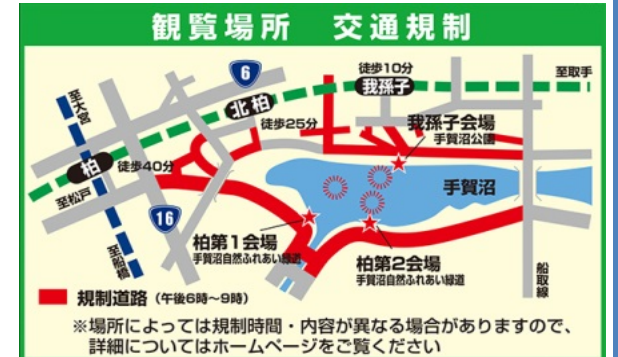 観覧場所 交通規制
6
徒歩10分
至取手
我孫子
至大宮
北柏
徒歩25分
我孫子会場
手賀沼公園
柏
徒歩40分
手賀沼
至松戸
16
至船橋
柏第1会場
手賀沼自然ふれあい緑道
柏第2会場
手賀沼自然ふれあい緑道
船取線
規制道路(午後6時~9時)
※場所によっては規制時間・内容が異なる場合がありますので、
詳細についてはホームページをご覧ください